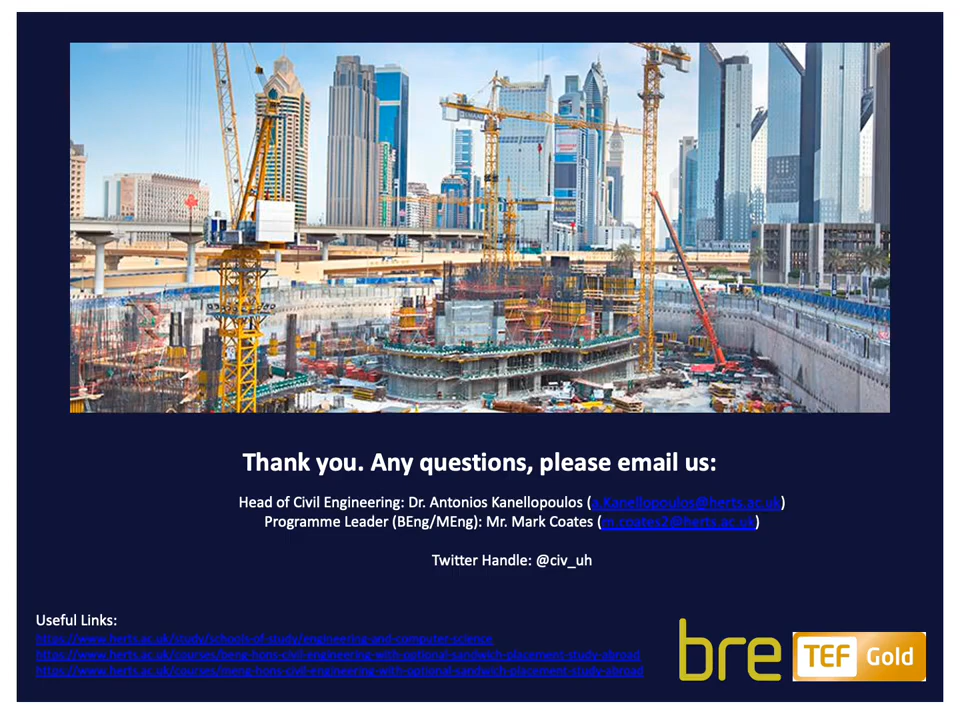 Thank you. Any questions, please email us:
Head of Civil Engineering: Dr. Antonios Kanellopoulos (a.Kanellopoulos@herts.ac.uk)
Programme Leader (BEng/MEng): Mr. Mark Coates (m.coates2@herts.ac.uk)
Twitter Handle: @civ_uh
Useful Links:
https://www.herts.ac.uk/study/schools-of-study/engineering-and-computer-science
https://www.herts.ac.uk/courses/beng-hons-civil-engineering-with-optional-sandwich-placement-study-abroad
https://www.herts.ac.uk/courses/meng-hons-civil-engineering-with-optional-sandwich-placement-study-abroad
bre TEF Gold